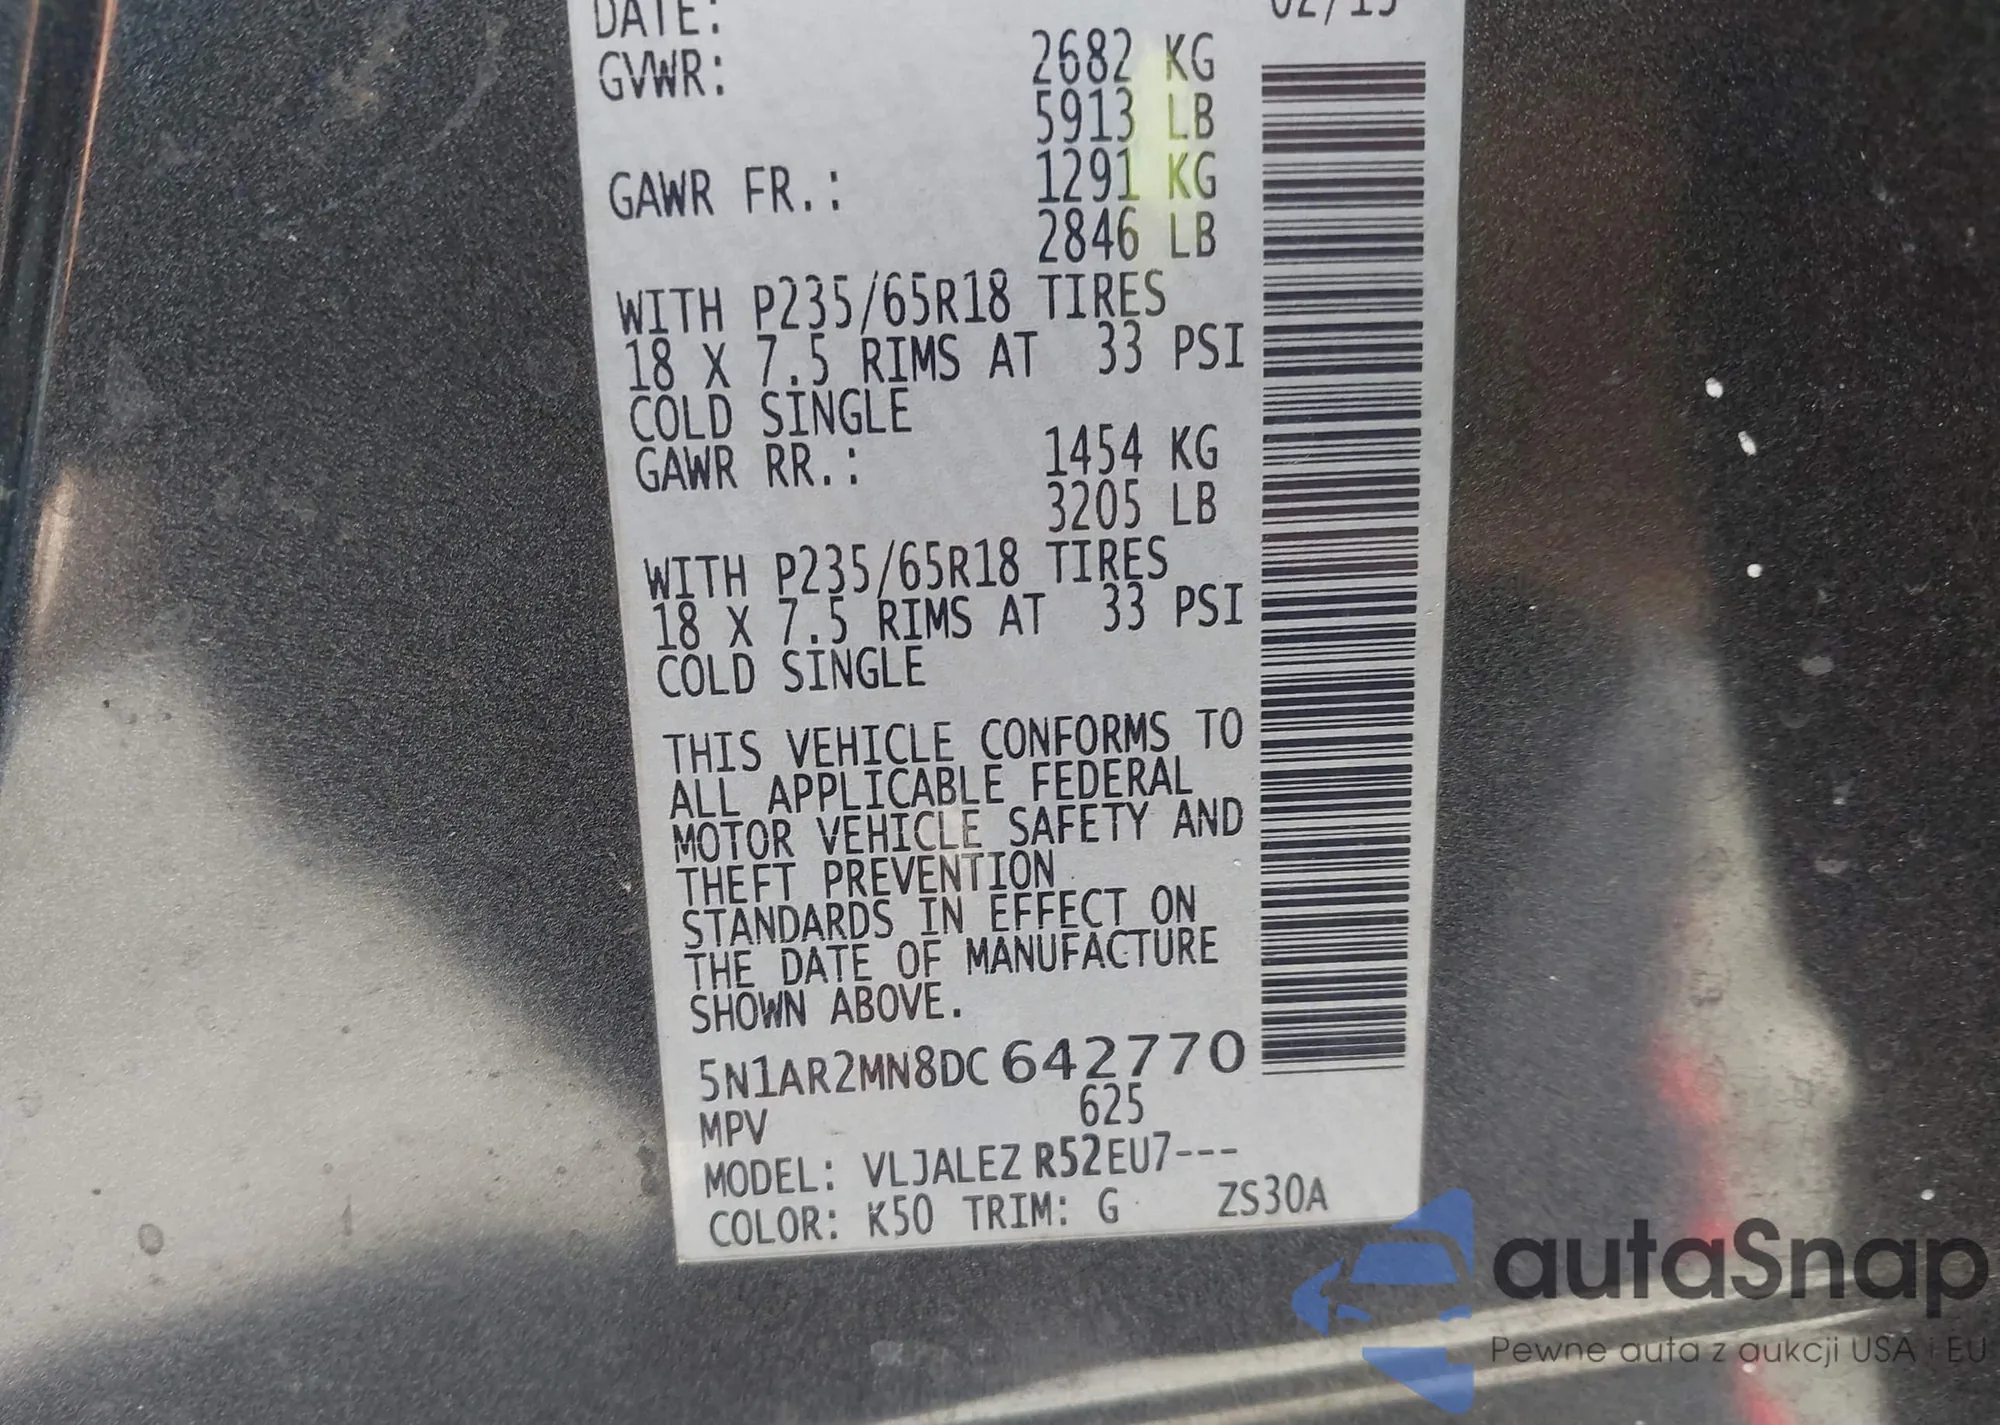 DATE: 02/13
GVWR: 2682 KG
5913 LB
GAWR FR.: 1291 KG
2846 LB
WITH P235/65R18 TIRES
18 X 7.5 RIMS AT 33 PSI
COLD SINGLE
GAWR RR.: 1454 KG
3205 LB
WITH P235/65R18 TIRES
18 X 7.5 RIMS AT 33 PSI
COLD SINGLE
THIS VEHICLE CONFORMS TO
ALL APPLICABLE FEDERAL
MOTOR VEHICLE SAFETY AND
THEFT PREVENTION
STANDARDS IN EFFECT ON
THE DATE OF MANUFACTURE
SHOWN ABOVE.
5N1AR2MN8DC642770
MPV 625
MODEL: VLJALEZ R52EU7---
COLOR: K50 TRIM: G ZS30A
autaSnap
Pewne auta z aukcji USA i EU